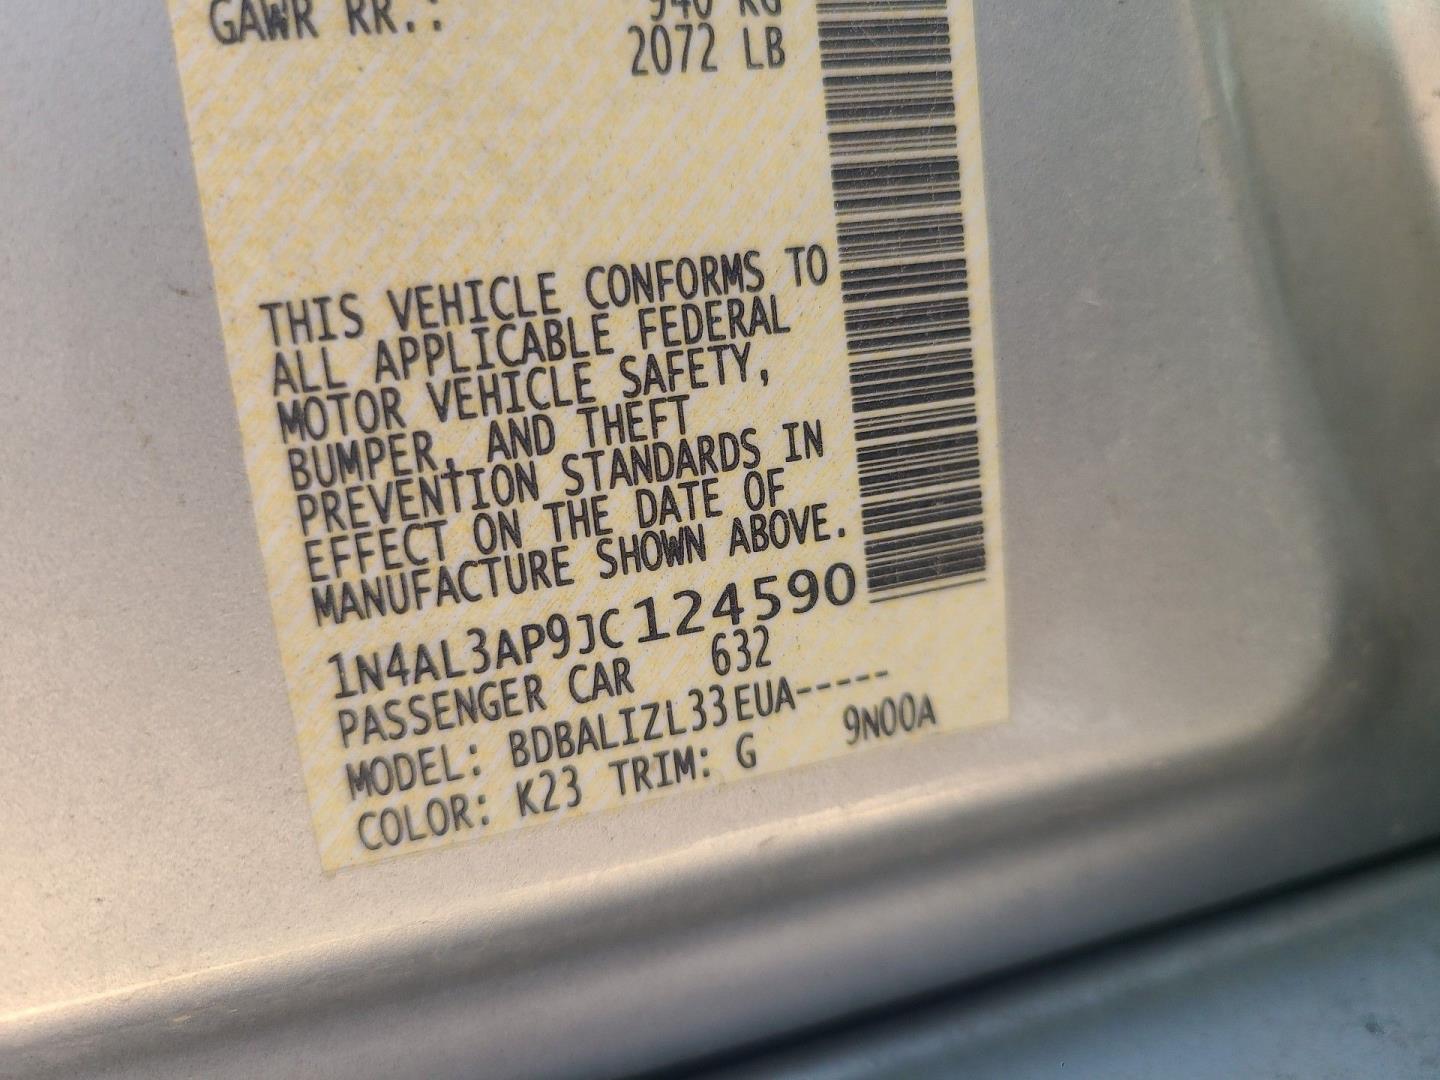 GAWR RR.: 940 KG
2072 LB
THIS VEHICLE CONFORMS TO
ALL APPLICABLE FEDERAL
MOTOR VEHICLE SAFETY,
BUMPER, AND THEFT
PREVENTION STANDARDS IN
EFFECT ON THE DATE OF
MANUFACTURE SHOWN ABOVE.
1N4AL3AP9JC124590
PASSENGER CAR 632
MODEL: BDBALIZL33EUA-----
COLOR: K23 TRIM: G 9N00A